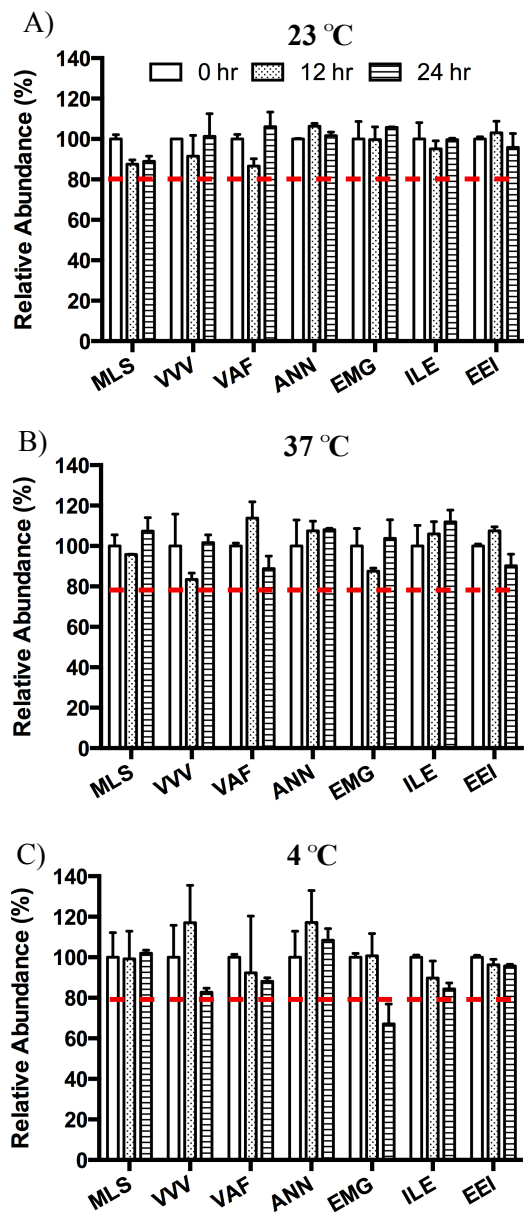 A)
23 °C
0 hr 12 hr 24 hr
Relative Abundance (%)
140
120
100
80
60
40
20
0
MLS VVV VAF ANN EMG ILE EEI
B)
37 °C
Relative Abundance (%)
140
120
100
80
60
40
20
0
MLS VVV VAF ANN EMG ILE EEI
C)
4 °C
Relative Abundance (%)
140
120
100
80
60
40
20
0
MLS VVV VAF ANN EMG ILE EEI